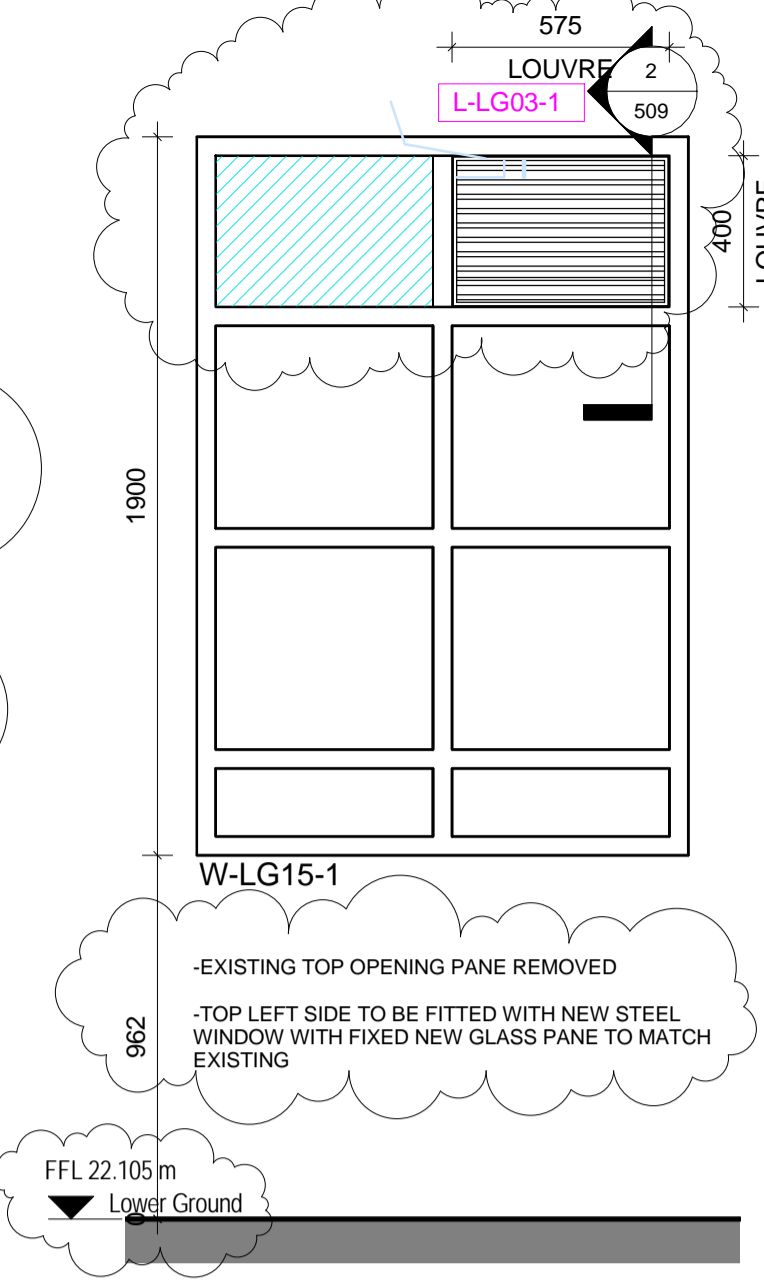 575
LOUVRE
2
L-LG03-1
509
400
LOUVRE
1900
W-LG15-1
-EXISTING TOP OPENING PANE REMOVED
-TOP LEFT SIDE TO BE FITTED WITH NEW STEEL
WINDOW WITH FIXED NEW GLASS PANE TO MATCH
EXISTING
962
FFL 22.105 m
Lower Ground
0